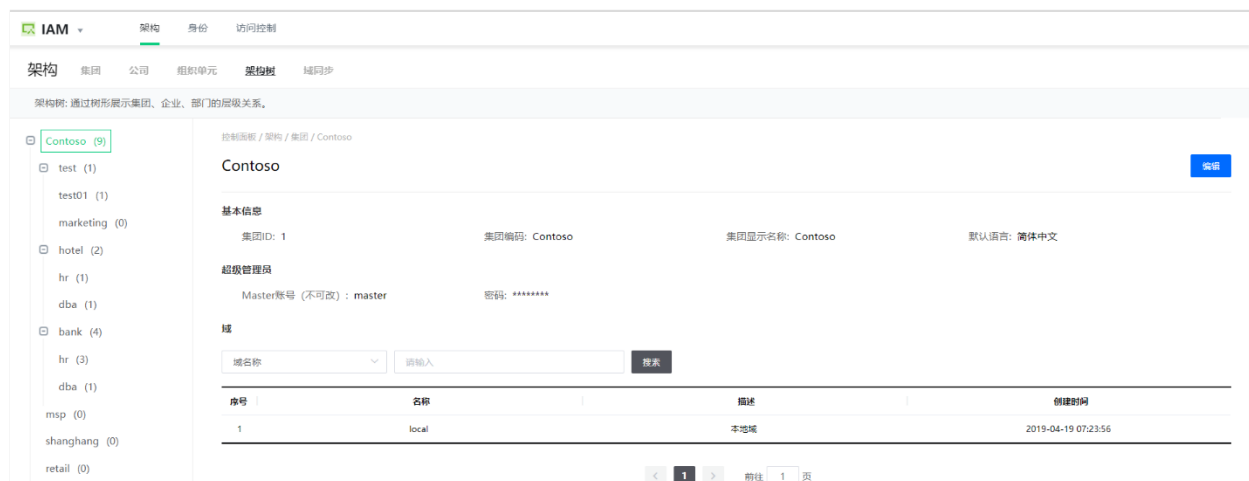 IAM 架构 身份 访问控制
架构 集团 公司 组织单元 架构树 域同步
架构树: 通过树形展示集团、企业、部门的层级关系。
Contoso (9)
test (1)
test01 (1)
marketing (0)
hotel (2)
hr (1)
dba (1)
bank (4)
hr (3)
dba (1)
msp (0)
shanghang (0)
retail (0)
控制面板 / 架构 / 集团 / Contoso
Contoso 编辑
基本信息
集团ID: 1 集团编码: Contoso 集团显示名称: Contoso 默认语言: 简体中文
超级管理员
Master账号 (不可改) : master 密码: ********
域
域名称 请输入 搜索
序号 名称 描述 创建时间
1 local 本地域 2019-04-19 07:23:56
< 1 > 前往 1 页